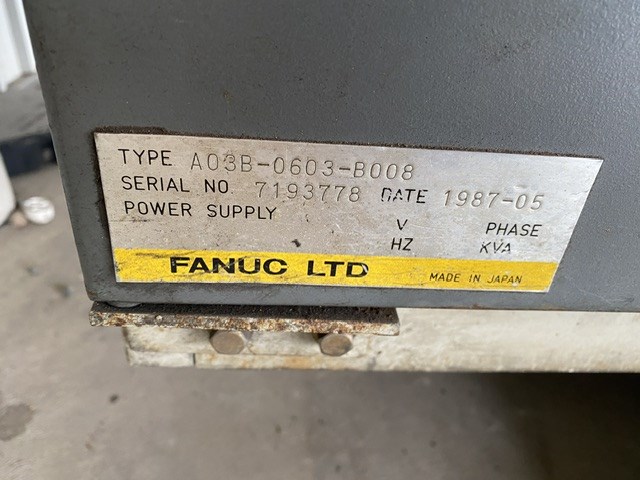 TYPE A03B-0603-B008
SERIAL NO 7193778 DATE 1987-05
POWER SUPPLY V PHASE
HZ KVA
FANUC LTD MADE IN JAPAN